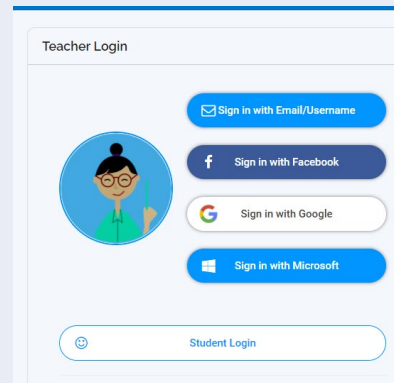 Teacher Login
Sign in with Email/Username
Sign in with Facebook
Sign in with Google
Sign in with Microsoft
Student Login